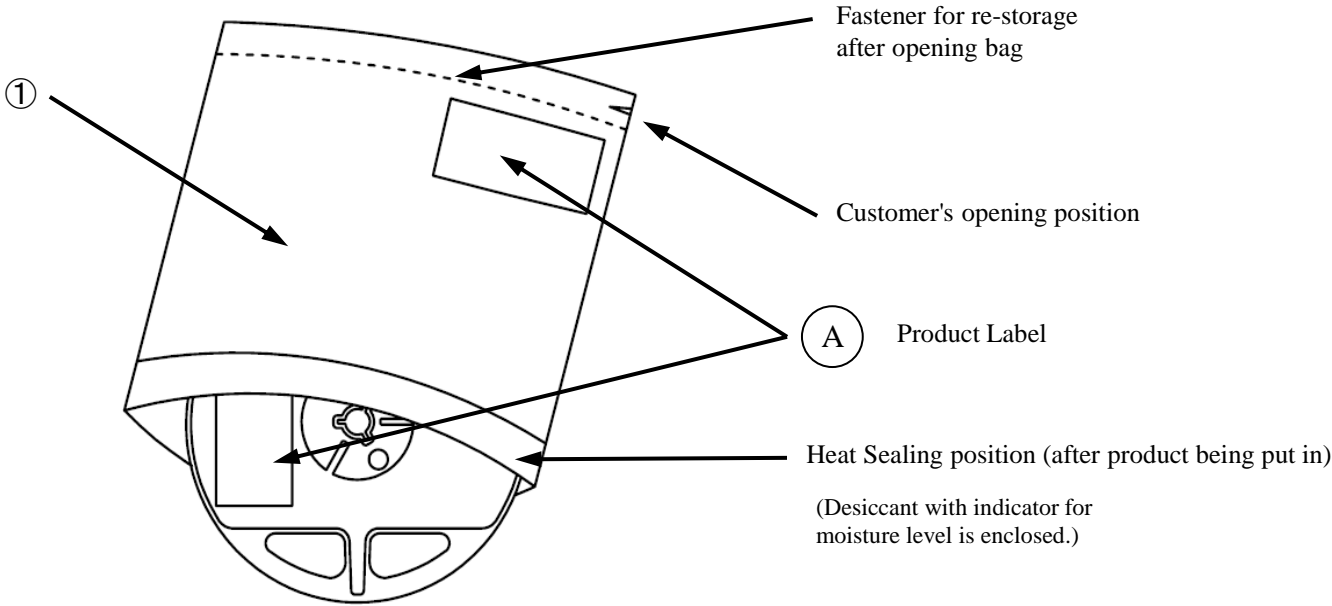 Fastener for re-storage
after opening bag
①
Customer's opening position
A
Product Label
Heat Sealing position (after product being put in)
(Desiccant with indicator for
moisture level is enclosed.)